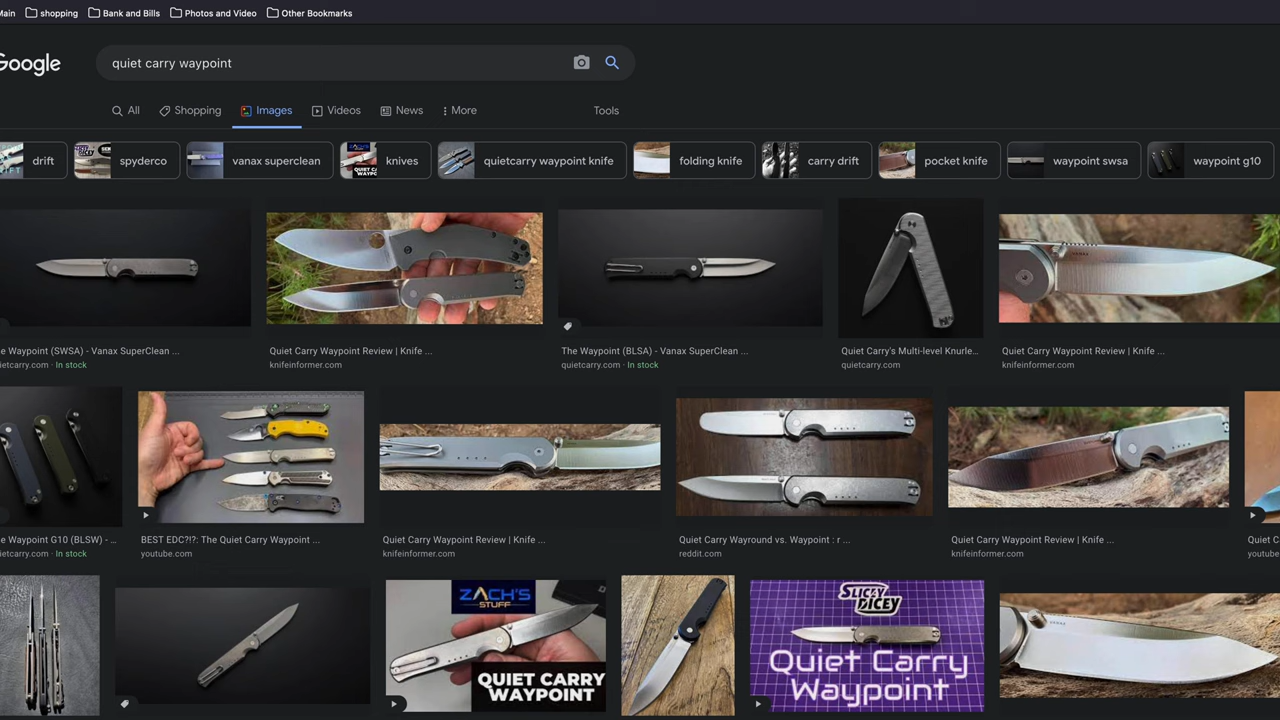 Main shopping Bank and Bills Photos and Video Other Bookmarks
Google quiet carry waypoint
All Shopping Images Videos News More Tools
drift spyderco vanax superclean knives quietcarry waypoint knife folding knife carry drift pocket knife waypoint swsa waypoint g10
e Waypoint (SWSA) - Vanax SuperClean ...
ietcarry.com · In stock
Quiet Carry Waypoint Review | Knife ...
knifeinformer.com
The Waypoint (BLSA) - Vanax SuperClean ...
quietcarry.com · In stock
Quiet Carry's Multi-level Knurle...
quietcarry.com
Quiet Carry Waypoint Review | Knife ...
knifeinformer.com
e Waypoint G10 (BLSW) - ...
ietcarry.com · In stock
BEST EDC?!?: The Quiet Carry Waypoint ...
youtube.com
Quiet Carry Waypoint Review | Knife ...
knifeinformer.com
Quiet Carry Wayround vs. Waypoint : r ...
reddit.com
Quiet Carry Waypoint Review | Knife ...
knifeinformer.com
Quiet C
youtub
ZACH'S
STUFF
QUIET CARRY
WAYPOINT
SLICEY
DICEY
Quiet Carry
Waypoint